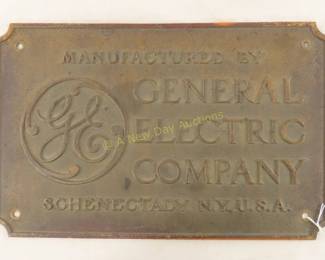 MANUFACTURED BY
GE
GENERAL
ELECTRIC
COMPANY
SCHENECTADY N.Y., U.S.A.
© A New Day Auctions